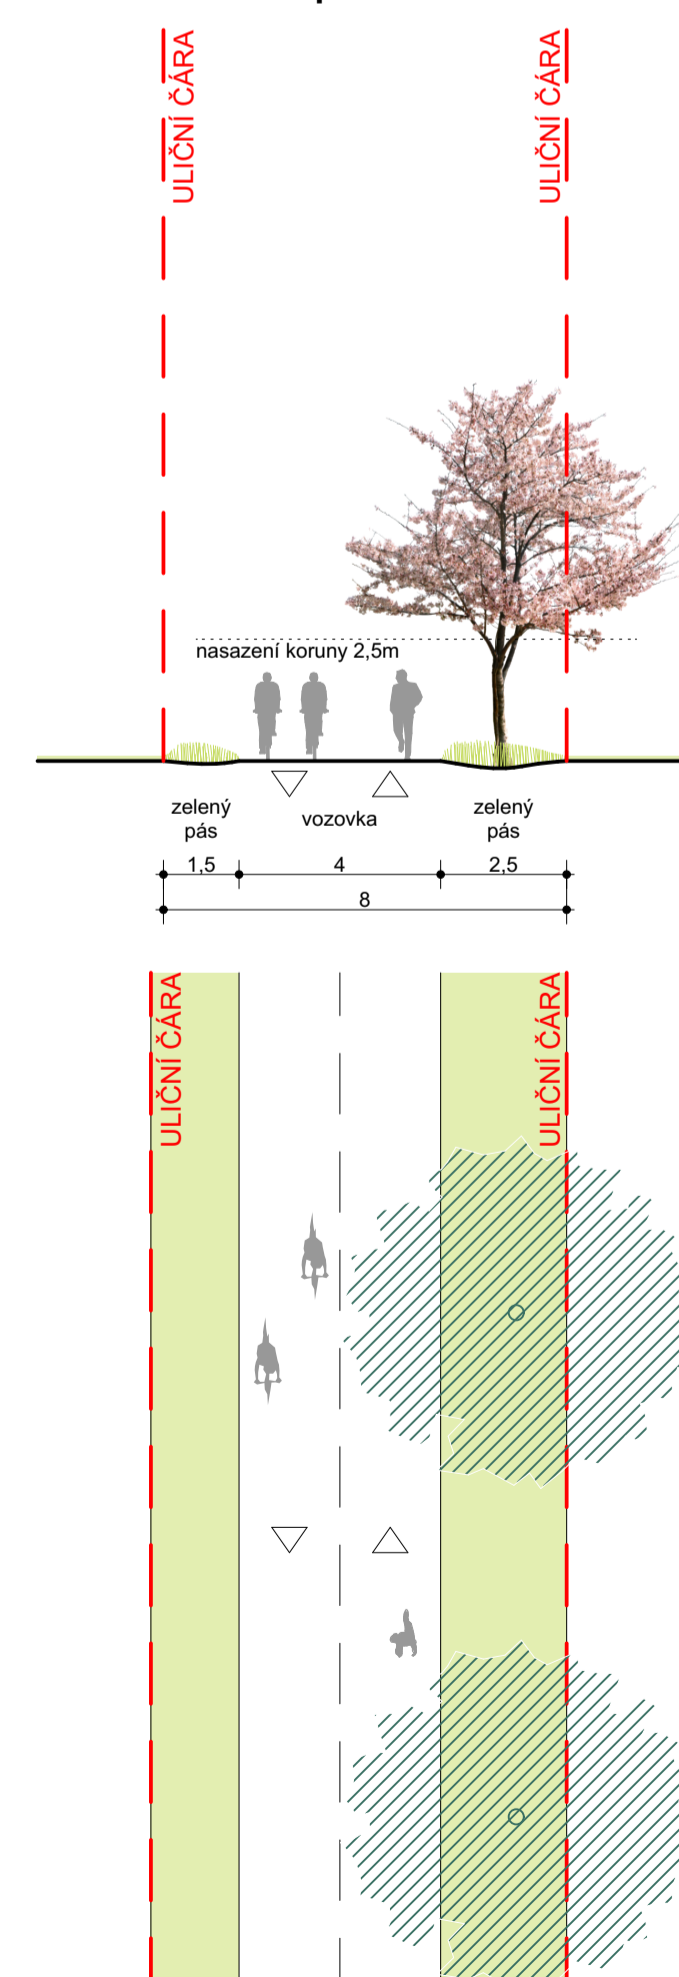 ULIČNÍ ČÁRA
ULIČNÍ ČÁRA
nasazení koruny 2,5m
zelený
pás
vozovka
zelený
pás
1,5
4
2,5
8
ULIČNÍ ČÁRA
ULIČNÍ ČÁRA